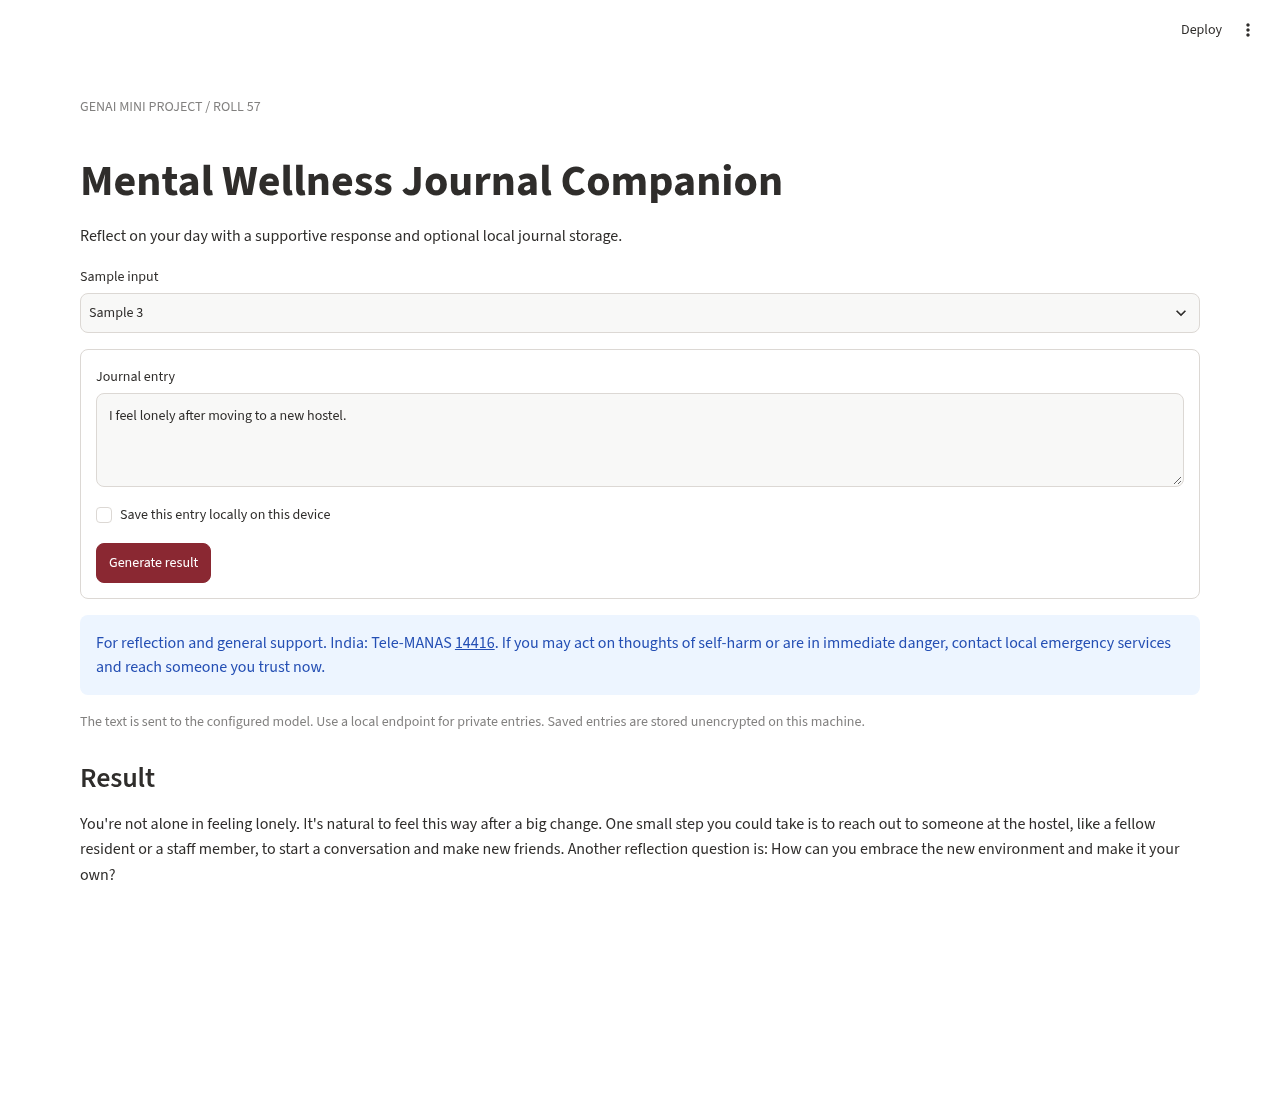 Deploy
GENAI MINI PROJECT / ROLL 57
Mental Wellness Journal Companion
Reflect on your day with a supportive response and optional local journal storage.
Sample input
Sample 3
Journal entry
I feel lonely after moving to a new hostel.
Save this entry locally on this device
Generate result
For reflection and general support. India: Tele-MANAS 14416. If you may act on thoughts of self-harm or are in immediate danger, contact local emergency services
and reach someone you trust now.
The text is sent to the configured model. Use a local endpoint for private entries. Saved entries are stored unencrypted on this machine.
Result
You're not alone in feeling lonely. It's natural to feel this way after a big change. One small step you could take is to reach out to someone at the hostel, like a fellow
resident or a staff member, to start a conversation and make new friends. Another reflection question is: How can you embrace the new environment and make it your
own?